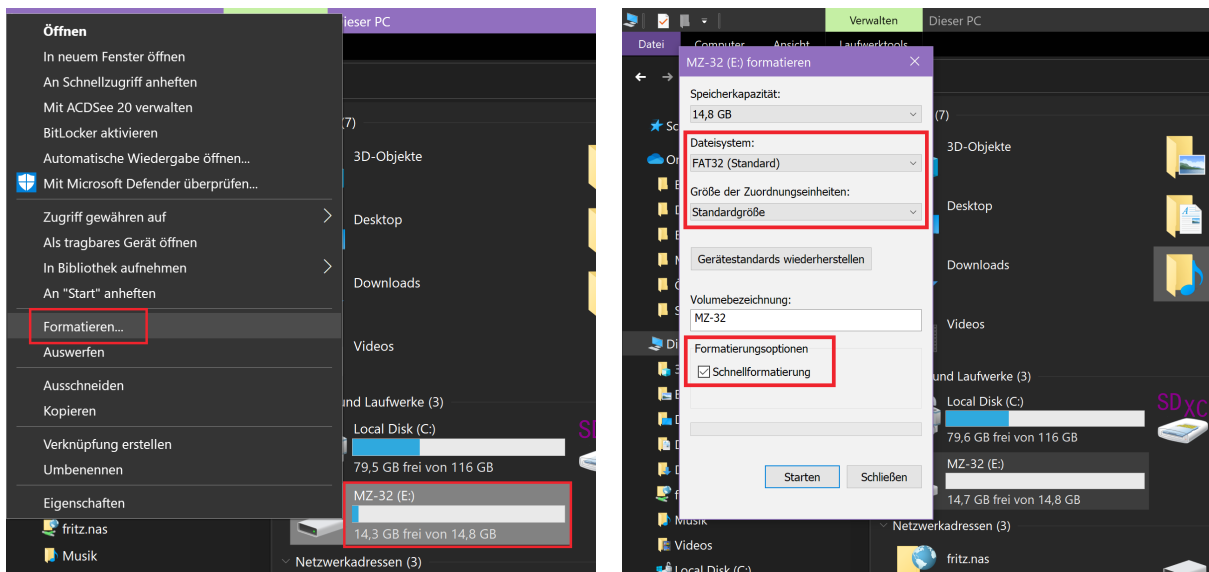 ieser PC
Öffnen
In neuem Fenster öffnen
An Schnellzugriff anheften
Mit ACDSee 20 verwalten
BitLocker aktivieren
Automatische Wiedergabe öffnen...
Mit Microsoft Defender überprüfen...
Zugriff gewähren auf
Als tragbares Gerät öffnen
In Bibliothek aufnehmen
An "Start" anheften
Formatieren...
Auswerfen
Ausschneiden
Kopieren
Verknüpfung erstellen
Umbenennen
Eigenschaften
fritz.nas
Musik
(7)
3D-Objekte
Desktop
Downloads
Videos
und Laufwerke (3)
Local Disk (C:)
79,5 GB frei von 116 GB
MZ-32 (E:)
14,3 GB frei von 14,8 GB
Netzwerkadressen (3)
Verwalten
Dieser PC
Datei
Computer
Ansicht
Laufwerktools
MZ-32 (E:) formatieren
Speicherkapazität:
14,8 GB
Dateisystem:
FAT32 (Standard)
Größe der Zuordnungseinheiten:
Standardgröße
Gerätestandards wiederherstellen
Volumebezeichnung:
MZ-32
Formatierungsoptionen
Schnellformatierung
Starten
Schließen
Musik
Videos
Local Disk (C:)
(7)
3D-Objekte
Desktop
Downloads
Videos
und Laufwerke (3)
Local Disk (C:)
79,6 GB frei von 116 GB
SDXC
MZ-32 (E:)
14,7 GB frei von 14,8 GB
Netzwerkadressen (3)
fritz.nas